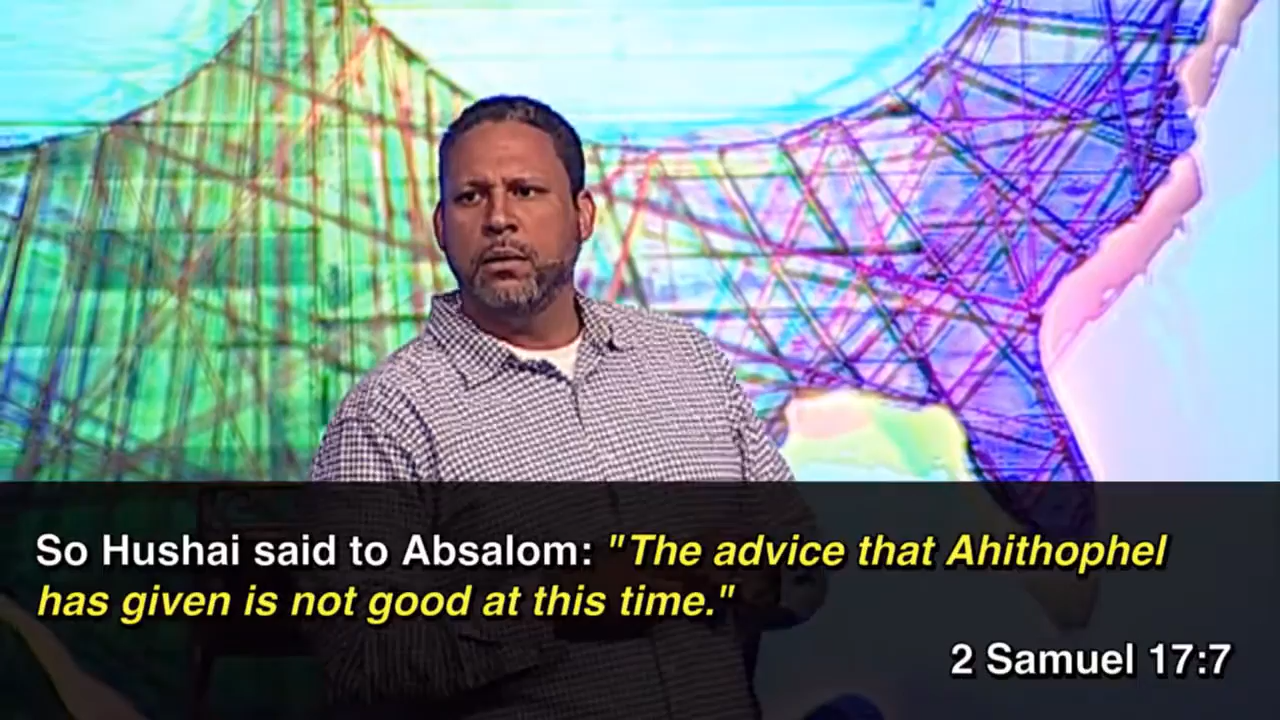 So Hushai said to Absalom: "The advice that Ahithophel
has given is not good at this time."
2 Samuel 17:7